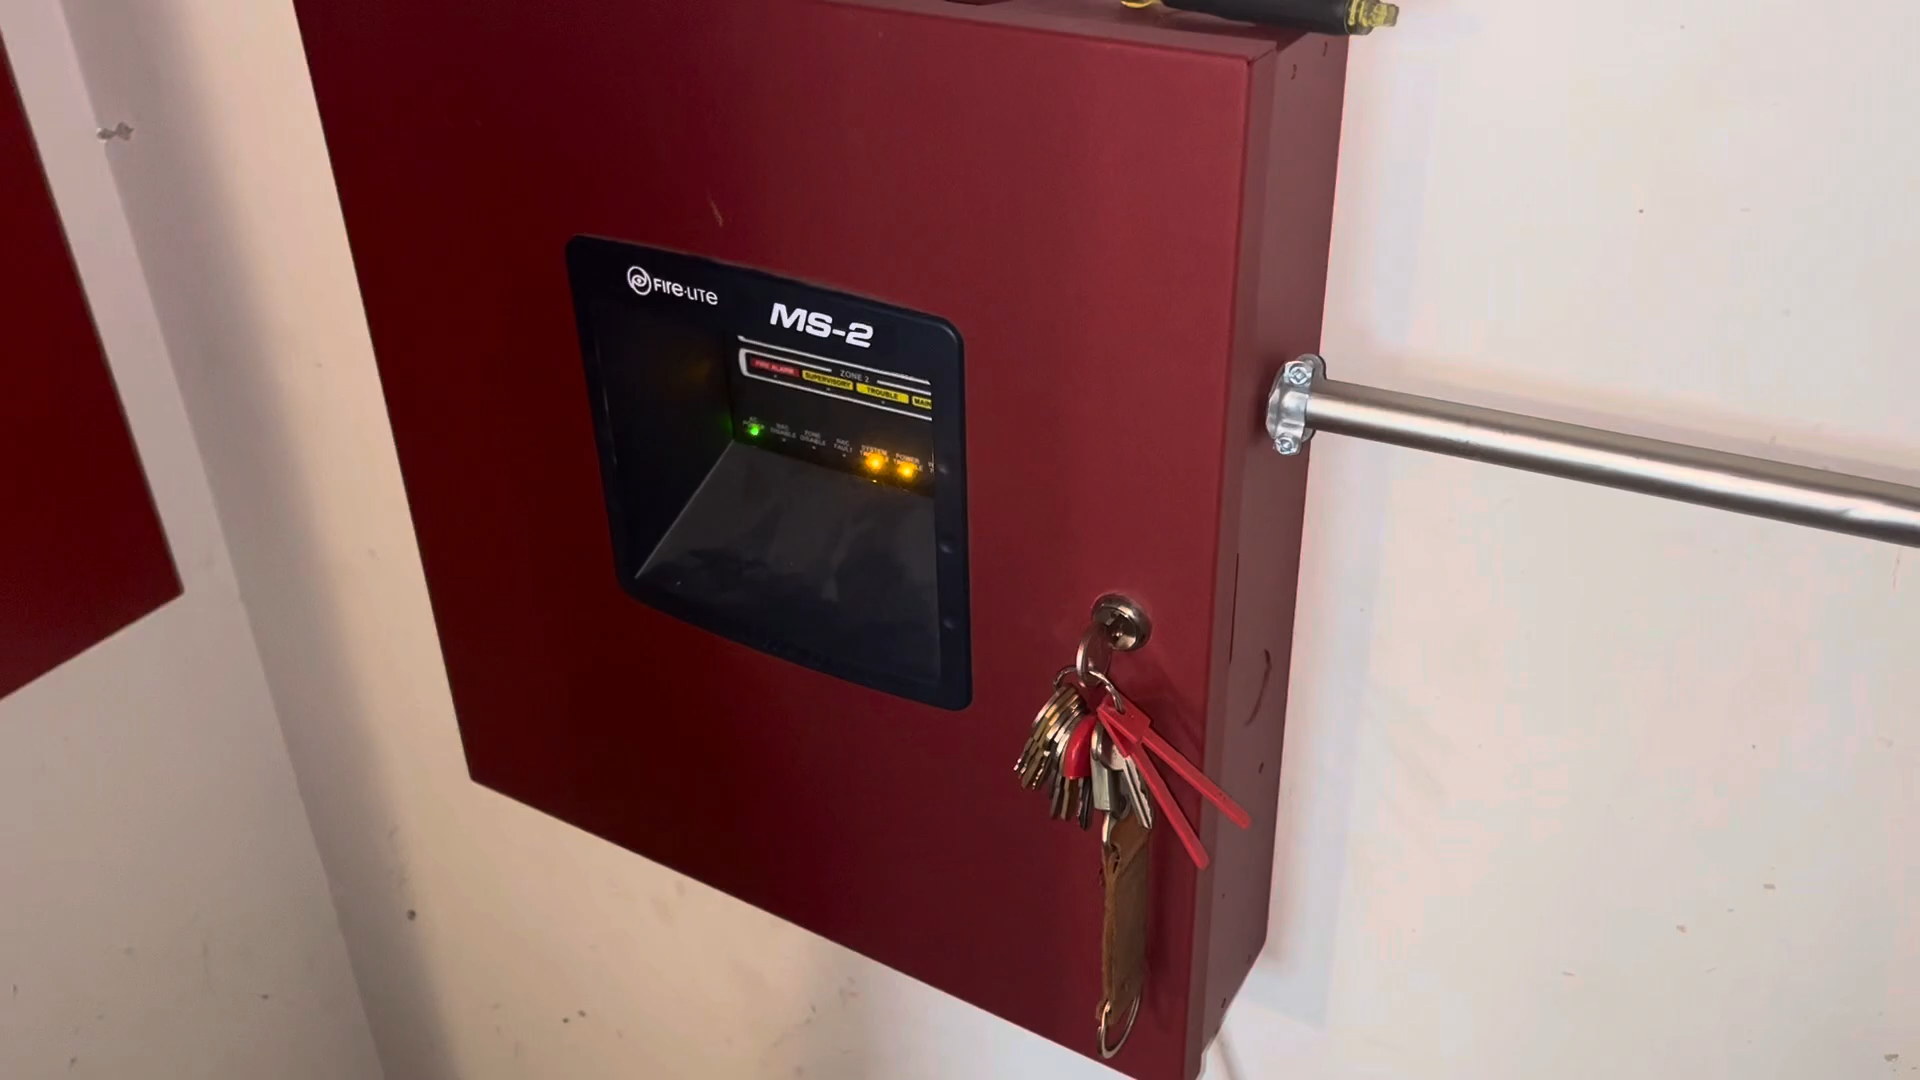 FIRE-LITE
MS-2
ZONE 2
FIRE ALARM
SUPERVISORY
TROUBLE
AC POWER
NAC DISABLE
ZONE DISABLE
NAC FAULT
SYSTEM TROUBLE
POWER TROUBLE